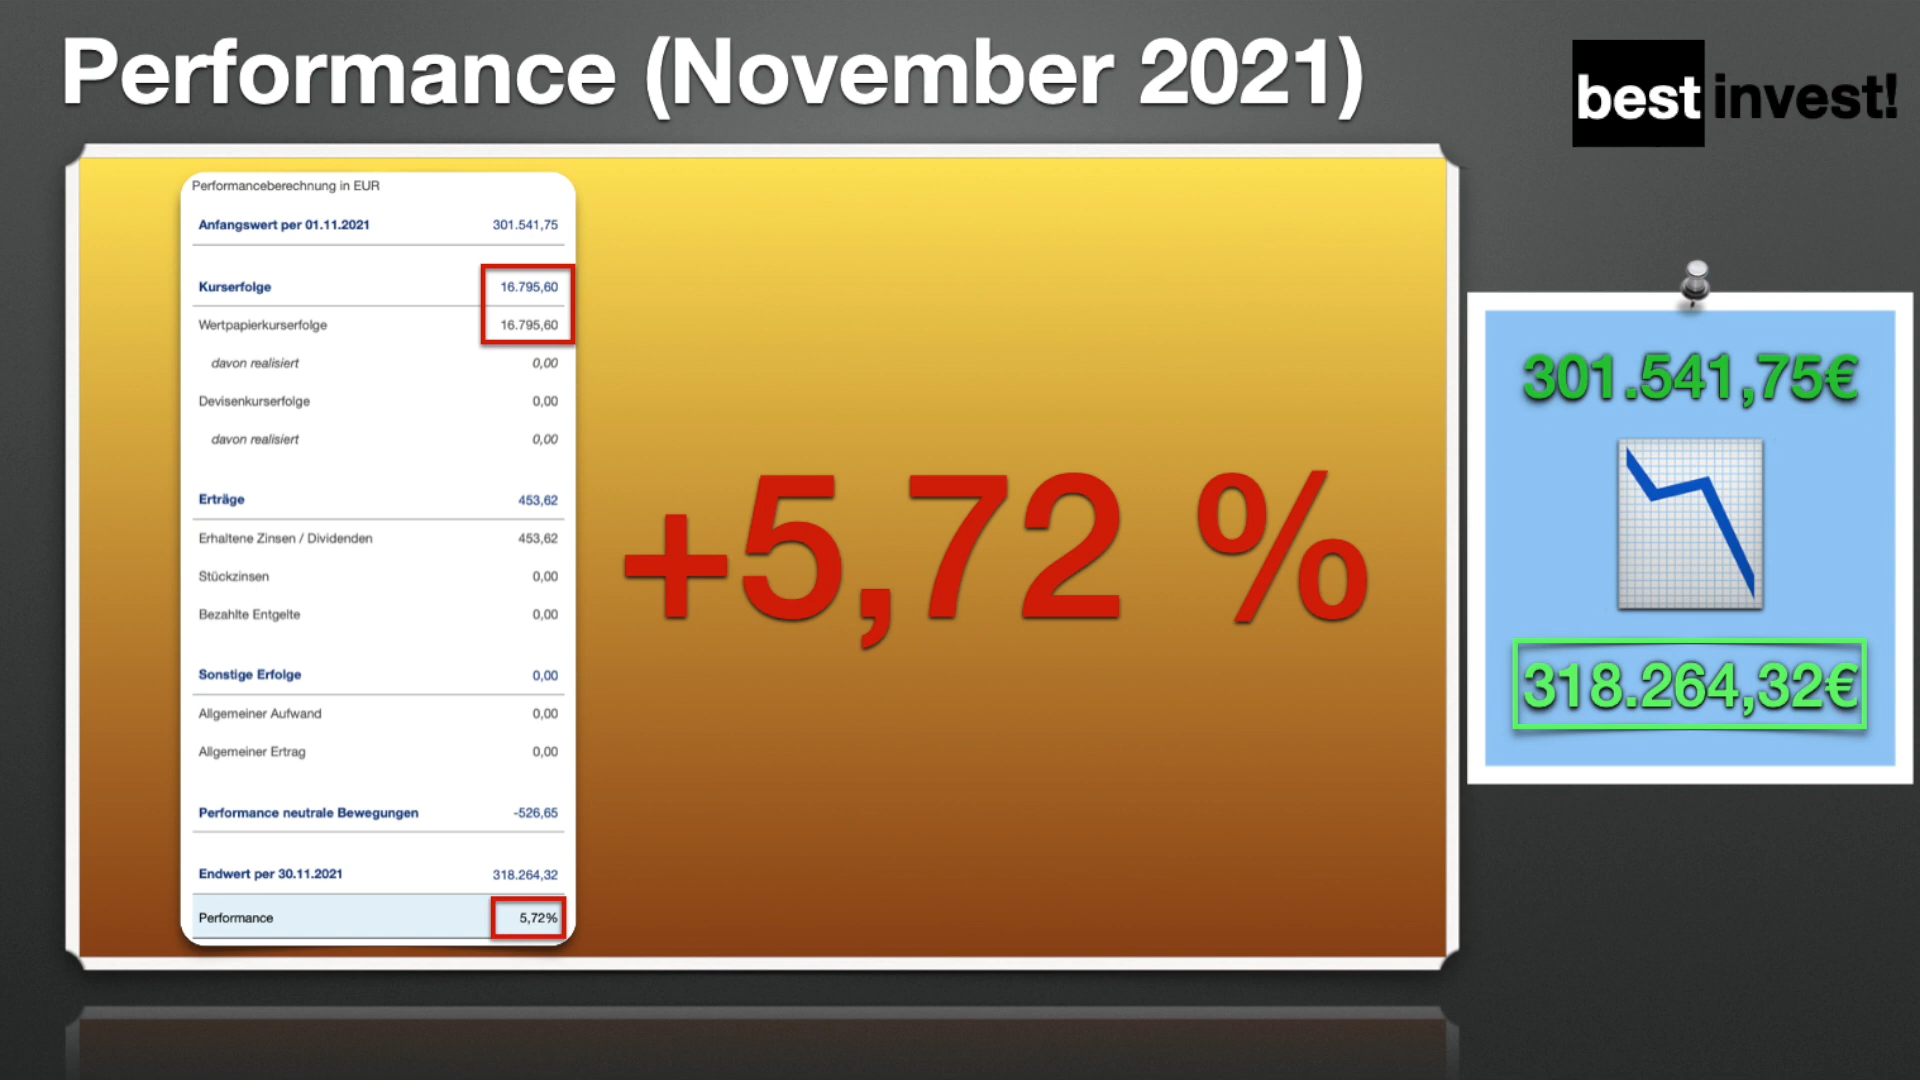 Performance (November 2021)
best invest!
Performanceberechnung in EUR
Anfangswert per 01.11.2021 301.541,75
Kurserfolge 16.795,60
Wertpapierkurserfolge 16.795,60
davon realisiert 0,00
Devisenkurserfolge 0,00
davon realisiert 0,00
Erträge 453,62
Erhaltene Zinsen / Dividenden 453,62
Stückzinsen 0,00
Bezahlte Entgelte 0,00
Sonstige Erfolge 0,00
Allgemeiner Aufwand 0,00
Allgemeiner Ertrag 0,00
Performance neutrale Bewegungen -526,65
Endwert per 30.11.2021 318.264,32
Performance 5,72%
+5,72 %
301.541,75€
318.264,32€